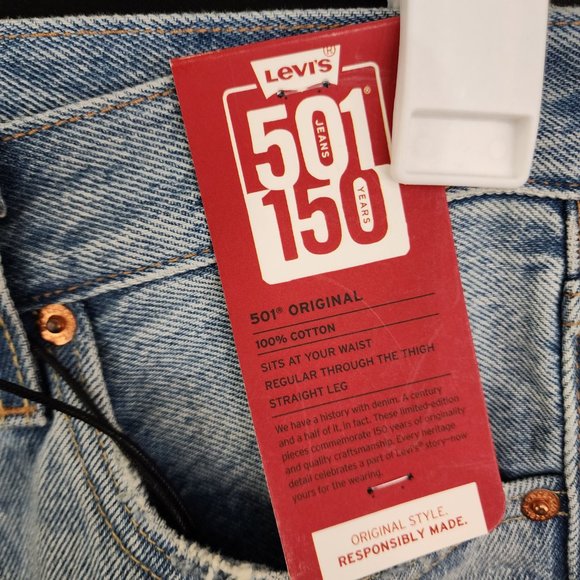 Levi's®
501®
JEANS
150
YEARS
501® ORIGINAL
100% COTTON
SITS AT YOUR WAIST
REGULAR THROUGH THE THIGH
STRAIGHT LEG
We have a history with denim. A century
and a half of it, in fact. These limited-edition
pieces commemorate 150 years of originality
and quality craftsmanship. Every heritage
detail celebrates a part of Levi's® story–now
yours for the wearing.
ORIGINAL STYLE.
RESPONSIBLY MADE.